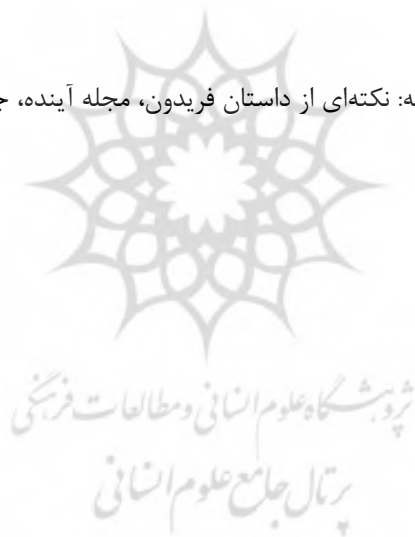 ه: نکته‌ای از داستان فریدون، مجله آینده، ج
پژوهشگاه علوم انسانی و مطالعات فرهنگی
پرتال جامع علوم انسانی